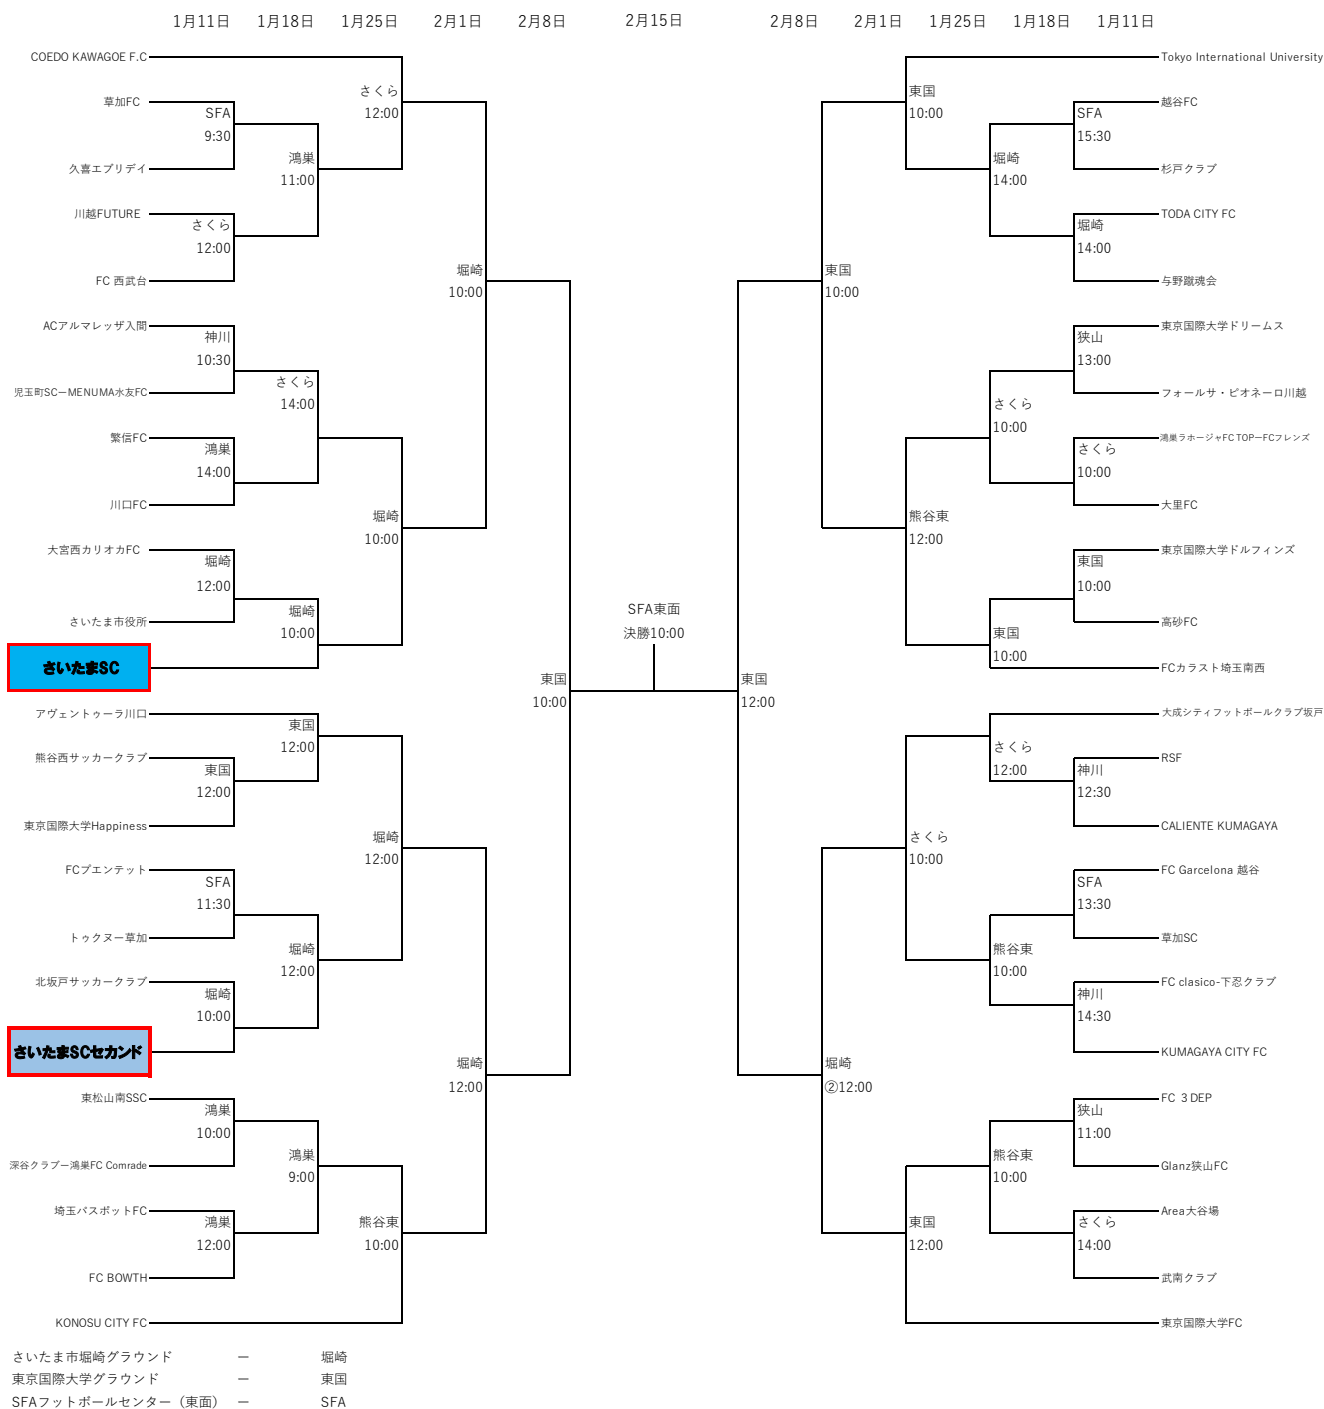 1月11日 1月18日 1月25日 2月1日 2月8日 2月15日 2月8日 2月1日 1月25日 1月18日 1月11日
COEDO KAWAGOE F.C
草加FC
久喜エブリデイ
川越FUTURE
FC 西武台
ACアルマレッザ入間
児玉町SCーMENUMA水友FC
繁信FC
川口FC
大宮西カリオカFC
さいたま市役所
さいたまSC
アヴェントゥーラ川口
熊谷西サッカークラブ
東京国際大学Happiness
FCプエンテット
トゥクヌー草加
北坂戸サッカークラブ
さいたまSCセカンド
東松山南SSC
深谷クラブー鴻巣FC Comrade
埼玉パスポットFC
FC BOWTH
KONOSU CITY FC
SFA
9:30
さくら
12:00
神川
10:30
鴻巣
14:00
堀崎
12:00
東国
12:00
SFA
11:30
堀崎
10:00
鴻巣
10:00
鴻巣
12:00
鴻巣
11:00
さくら
14:00
堀崎
10:00
東国
12:00
堀崎
12:00
鴻巣
9:00
さくら
12:00
堀崎
10:00
堀崎
12:00
熊谷東
10:00
堀崎
10:00
堀崎
12:00
東国
10:00
SFA東面
決勝10:00
東国
12:00
東国
10:00
堀崎
②12:00
東国
10:00
熊谷東
12:00
さくら
10:00
東国
12:00
堀崎
14:00
さくら
10:00
東国
10:00
さくら
12:00
熊谷東
10:00
熊谷東
10:00
SFA
15:30
堀崎
14:00
狭山
13:00
さくら
10:00
東国
10:00
神川
12:30
SFA
13:30
神川
14:30
狭山
11:00
さくら
14:00
Tokyo International University
越谷FC
杉戸クラブ
TODA CITY FC
与野蹴魂会
東京国際大学ドリームス
フォールサ・ピオネーロ川越
鴻巣ラホージャFC TOPーFCフレンズ
大里FC
東京国際大学ドルフィンズ
高砂FC
FCカラスト埼玉南西
大成シティフットボールクラブ坂戸
RSF
CALIENTE KUMAGAYA
FC Garcelona 越谷
草加SC
FC clasico-下忍クラブ
KUMAGAYA CITY FC
FC ３DEP
Glanz狭山FC
Area大谷場
武南クラブ
東京国際大学FC
さいたま市堀崎グラウンド ー 堀崎
東京国際大学グラウンド ー 東国
SFAフットボールセンター（東面） ー SFA